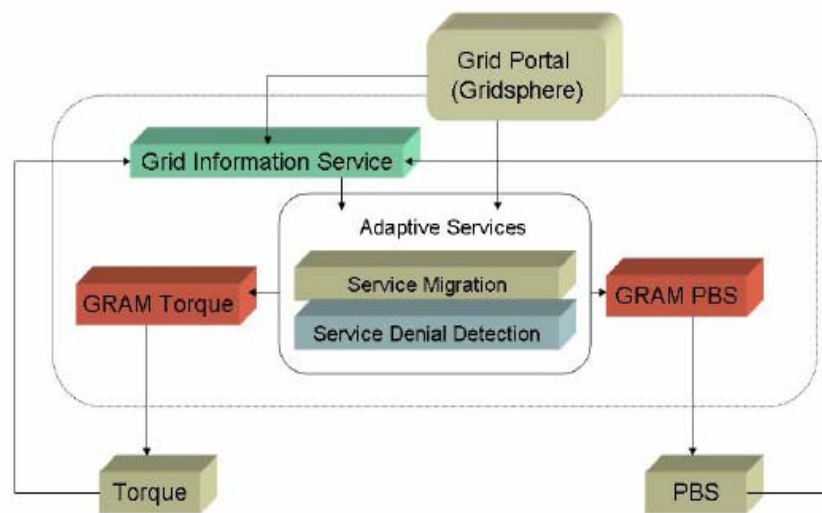 Grid Portal
(Gridsphere)
Grid Information Service
Adaptive Services
Service Migration
GRAM Torque
GRAM PBS
Service Denial Detection
Torque
PBS